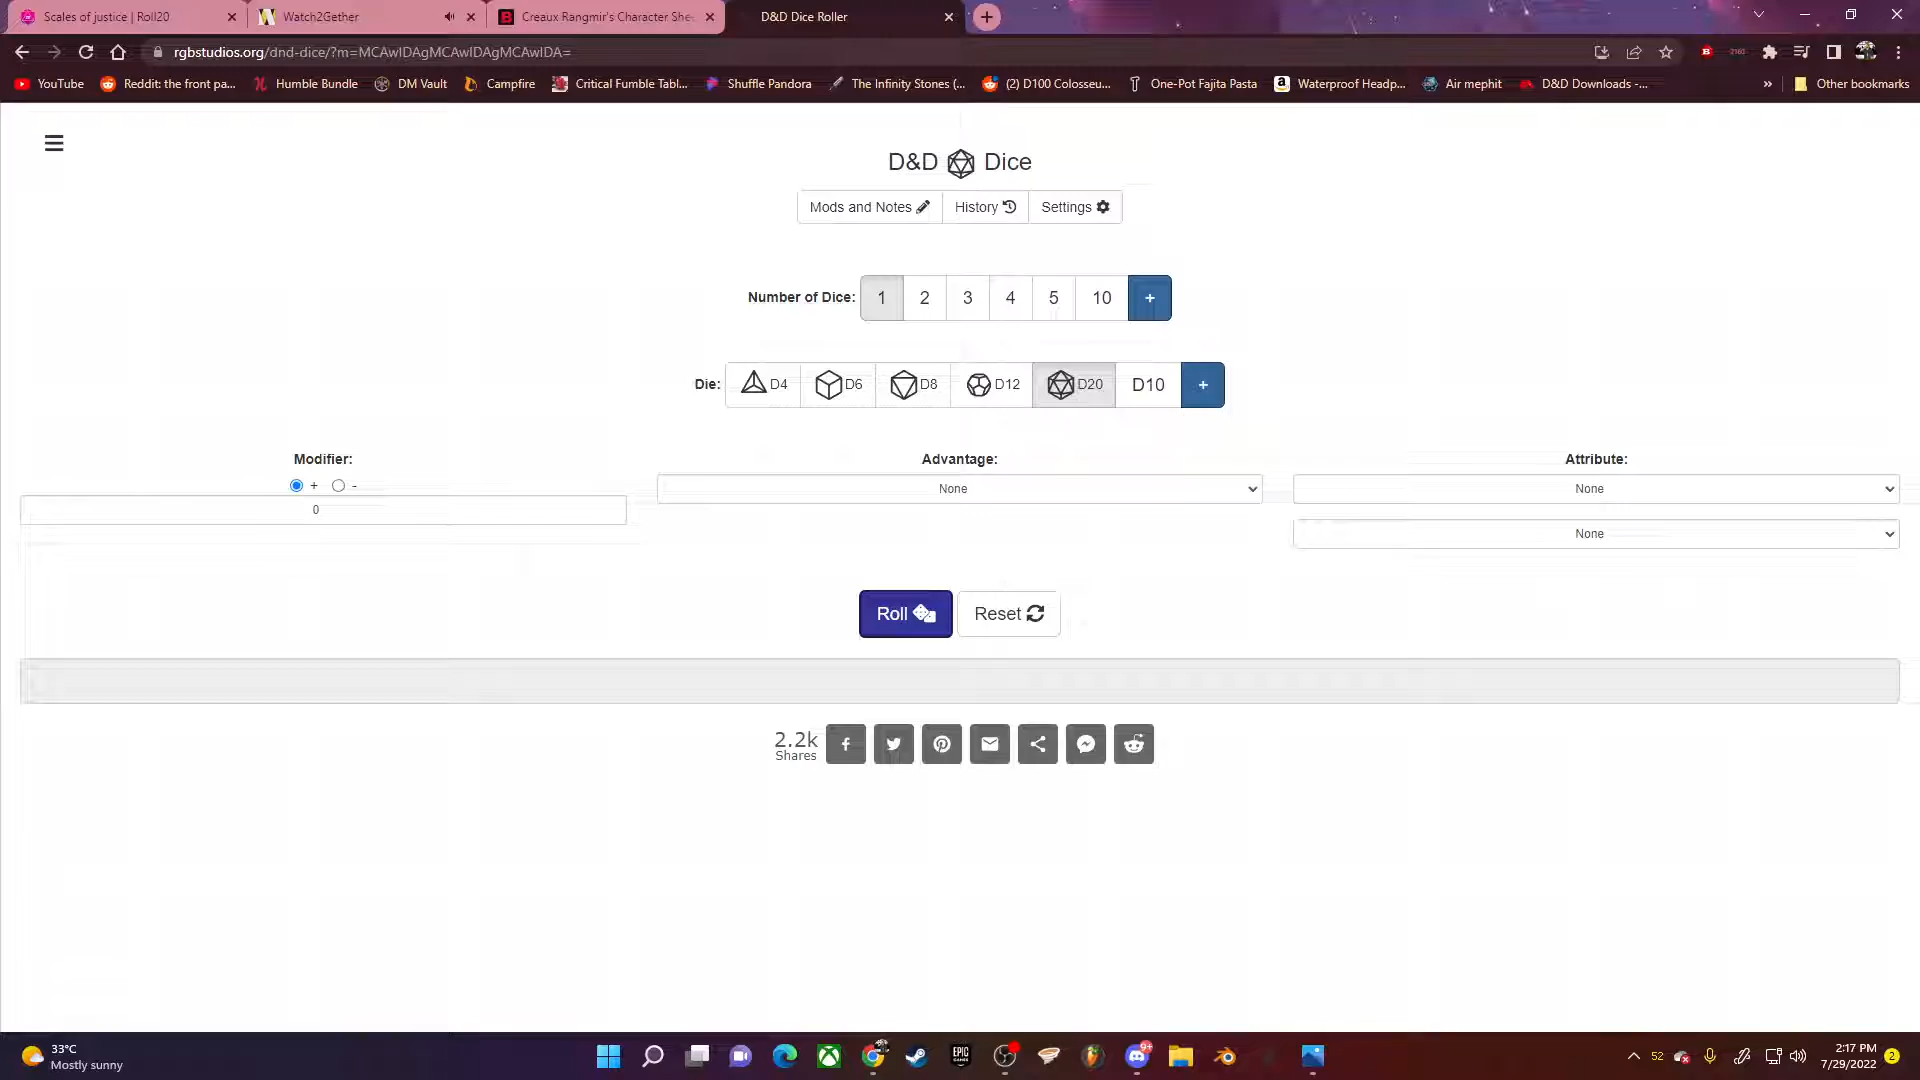 Scales of justice | Roll20
Watch2Gether
Creaux Rangmir's Character She
D&D Dice Roller
rgbstudios.org/dnd-dice/?m=MCAwIDAgMCAwIDAgMCAwIDA=
YouTube
Reddit: the front pa...
Humble Bundle
DM Vault
Campfire
Critical Fumble Tabl...
Shuffle Pandora
The Infinity Stones (...
(2) D100 Colosseu...
One-Pot Fajita Pasta
Waterproof Headp...
Air mephit
D&D Downloads -...
»
Other bookmarks
D&D Dice
Mods and Notes
History
Settings
Number of Dice: 1 2 3 4 5 10 +
Die: D4 D6 D8 D12 D20 D10 +
Modifier:
+ -
0
Advantage:
None
Attribute:
None
None
Roll
Reset
2.2k
Shares
33°C
Mostly sunny
EPIC GAMES
9+
52
2:17 PM
7/29/2022
2